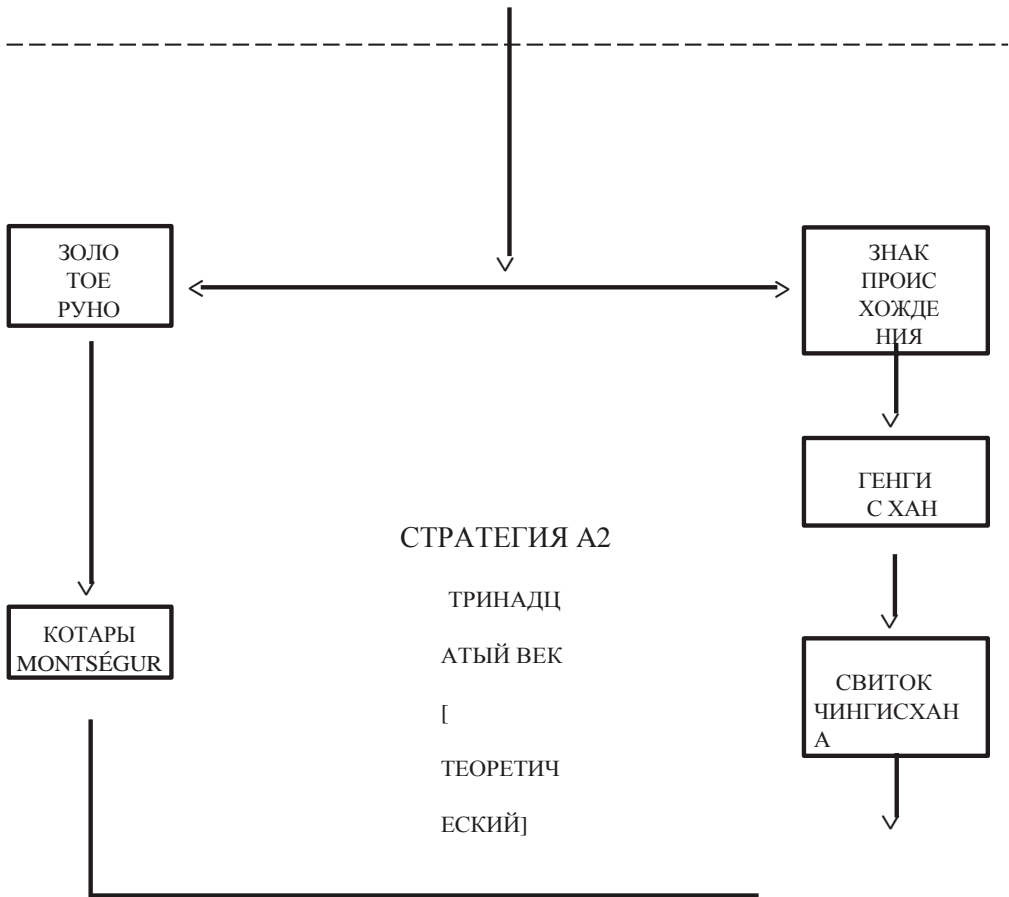 ЗОЛО
ТОЕ
РУНО
ЗНАК
ПРОИС
ХОЖДЕ
НИЯ
ГЕНГИ
С ХАН
СТРАТЕГИЯ А2
ТРИНАДЦ
АТЫЙ ВЕК
[
ТЕОРЕТИЧ
ЕСКИЙ]
КОТАРЫ
MONTSÉGUR
СВИТОК
ЧИНГИСХАН
А